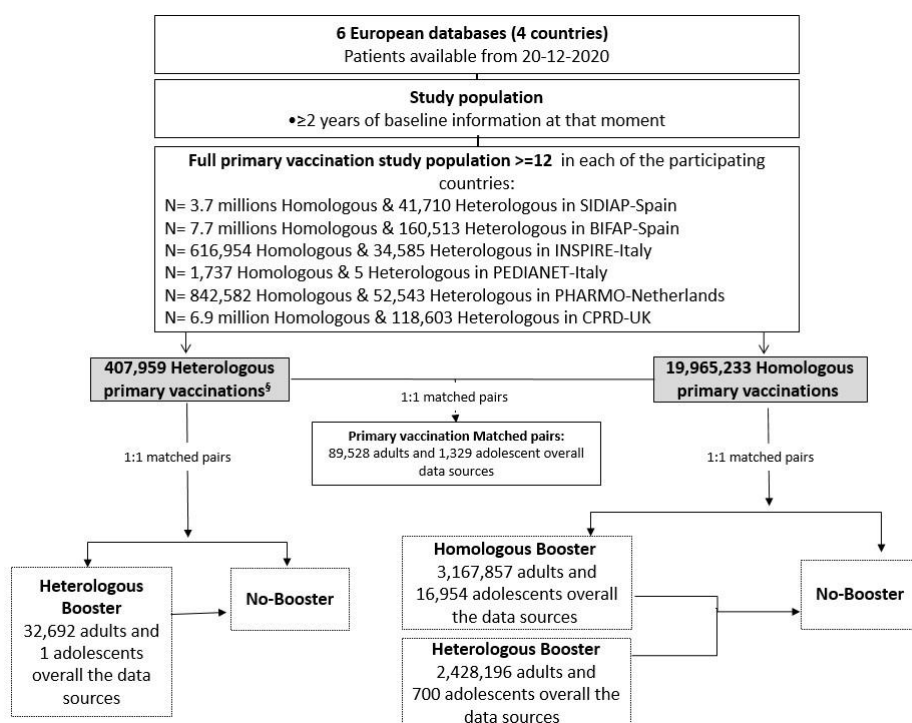 6 European databases (4 countries)
Patients available from 20-12-2020
Study population
•≥2 years of baseline information at that moment
Full primary vaccination study population >=12 in each of the participating
countries:
N= 3.7 millions Homologous & 41,710 Heterologous in SIDIAP-Spain
N= 7.7 millions Homologous & 160,513 Heterologous in BIFAP-Spain
N= 616,954 Homologous & 34,585 Heterologous in INSPIRE-Italy
N= 1,737 Homologous & 5 Heterologous in PEDIANET-Italy
N= 842,582 Homologous & 52,543 Heterologous in PHARMO-Netherlands
N= 6.9 million Homologous & 118,603 Heterologous in CPRD-UK
407,959 Heterologous
primary vaccinations§
19,965,233 Homologous
primary vaccinations
1:1 matched pairs
Primary vaccination Matched pairs:
89,528 adults and 1,329 adolescent overall
data sources
1:1 matched pairs
1:1 matched pairs
Heterologous
Booster
32,692 adults and
1 adolescents
overall the data
sources
No-Booster
Homologous Booster
3,167,857 adults and
16,954 adolescents overall
the data sources
Heterologous Booster
2,428,196 adults and
700 adolescents overall the
data sources
No-Booster